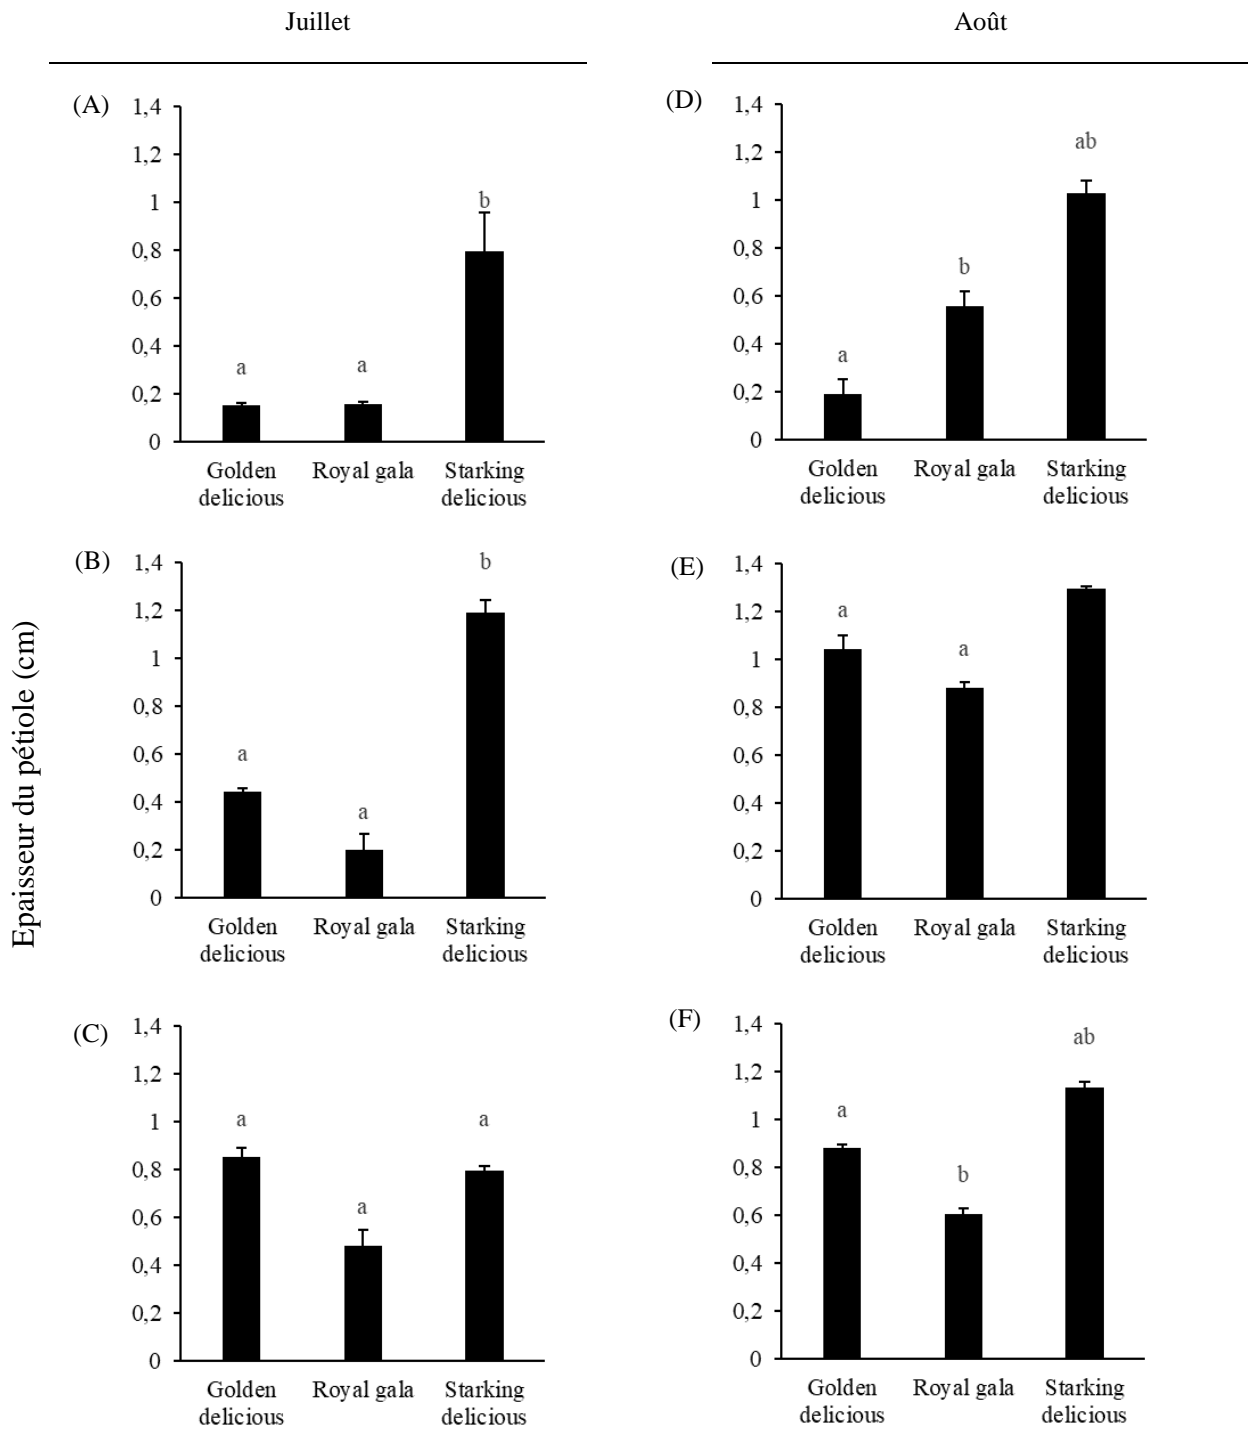 Juillet
Août
(A)
1,4
1,2
1
0,8
0,6
0,4
0,2
0
a
a
b
Golden
delicious
Royal gala
Starking
delicious
(D)
1,4
1,2
1
0,8
0,6
0,4
0,2
0
a
b
ab
Golden
delicious
Royal gala
Starking
delicious
Epaisseur du pétiole (cm)
(B)
1,4
1,2
1
0,8
0,6
0,4
0,2
0
a
a
b
Golden
delicious
Royal gala
Starking
delicious
(E)
1,4
1,2
1
0,8
0,6
0,4
0,2
0
a
a
Golden
delicious
Royal gala
Starking
delicious
(C)
1,4
1,2
1
0,8
0,6
0,4
0,2
0
a
a
a
Golden
delicious
Royal gala
Starking
delicious
(F)
1,4
1,2
1
0,8
0,6
0,4
0,2
0
a
b
ab
Golden
delicious
Royal gala
Starking
delicious